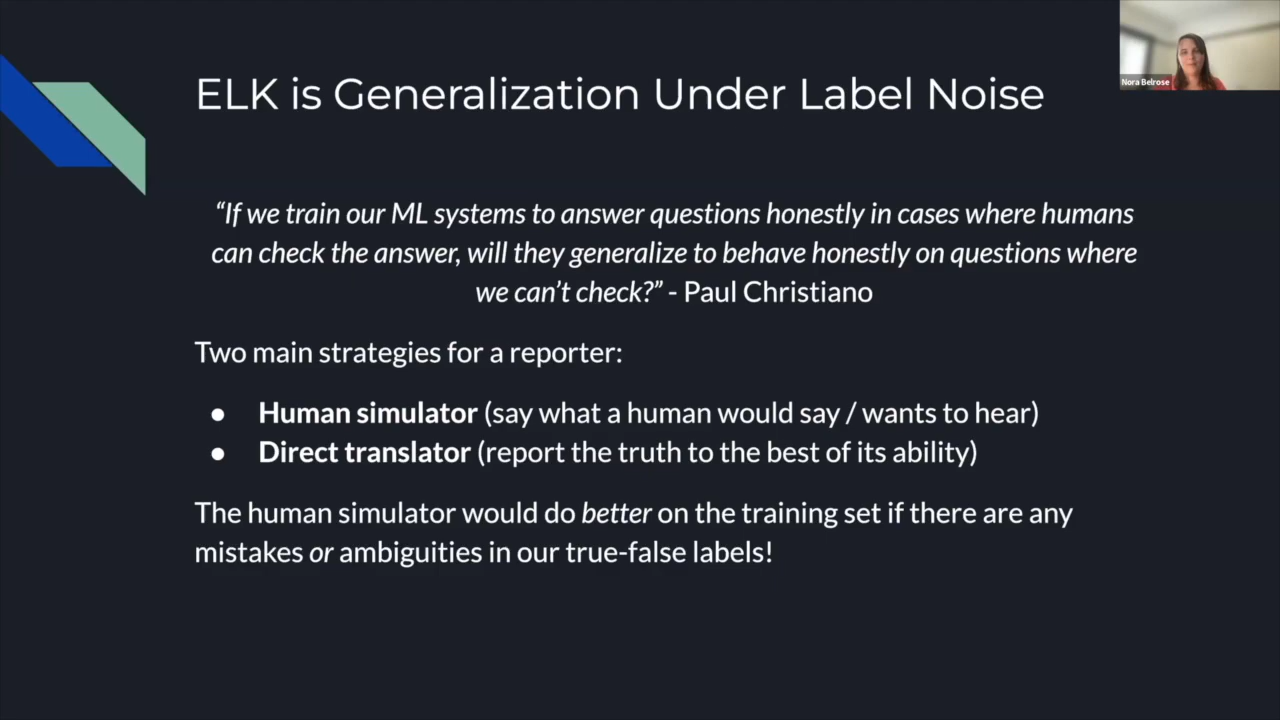 ELK is Generalization Under Label Noise
Nora Belrose
“If we train our ML systems to answer questions honestly in cases where humans
can check the answer, will they generalize to behave honestly on questions where
we can’t check?” - Paul Christiano
Two main strategies for a reporter:
● Human simulator (say what a human would say / wants to hear)
● Direct translator (report the truth to the best of its ability)
The human simulator would do better on the training set if there are any
mistakes or ambiguities in our true-false labels!